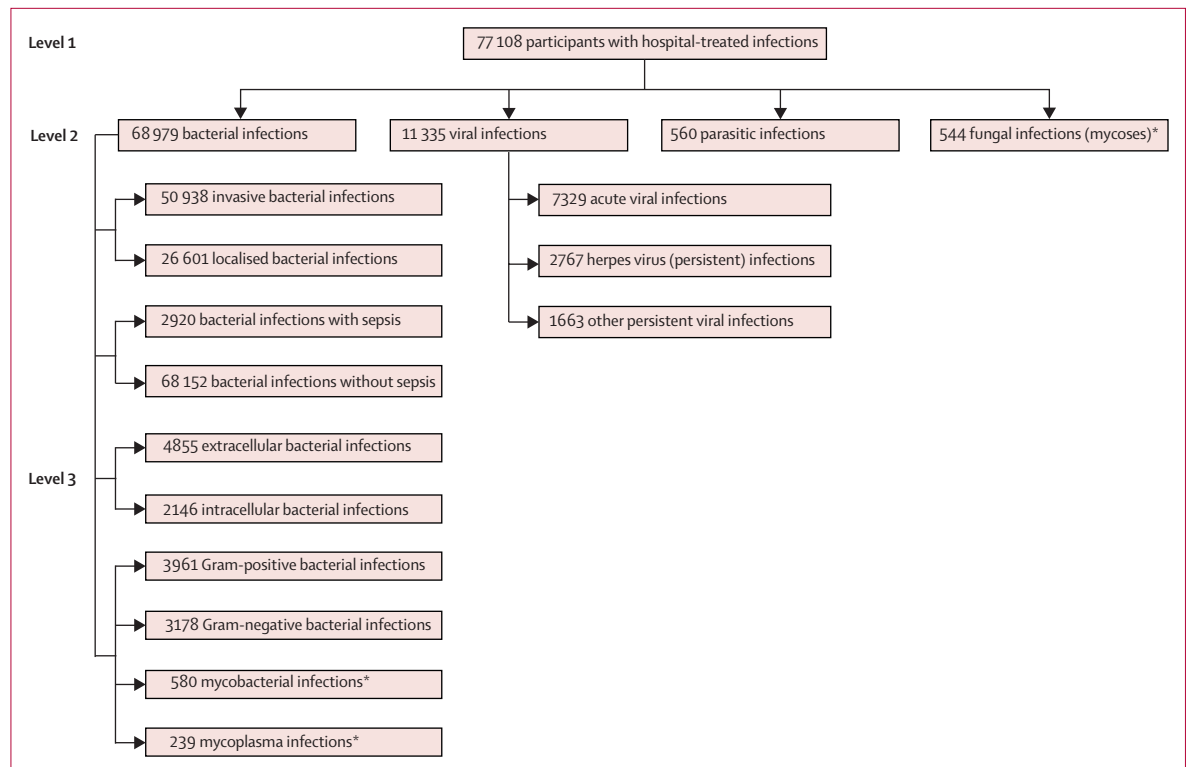 Level 1
77 108 participants with hospital-treated infections
Level 2
68 979 bacterial infections
11 335 viral infections
560 parasitic infections
544 fungal infections (mycoses)*
50 938 invasive bacterial infections
7329 acute viral infections
26 601 localised bacterial infections
2767 herpes virus (persistent) infections
2920 bacterial infections with sepsis
1663 other persistent viral infections
68 152 bacterial infections without sepsis
4855 extracellular bacterial infections
Level 3
2146 intracellular bacterial infections
3961 Gram-positive bacterial infections
3178 Gram-negative bacterial infections
580 mycobacterial infections*
239 mycoplasma infections*